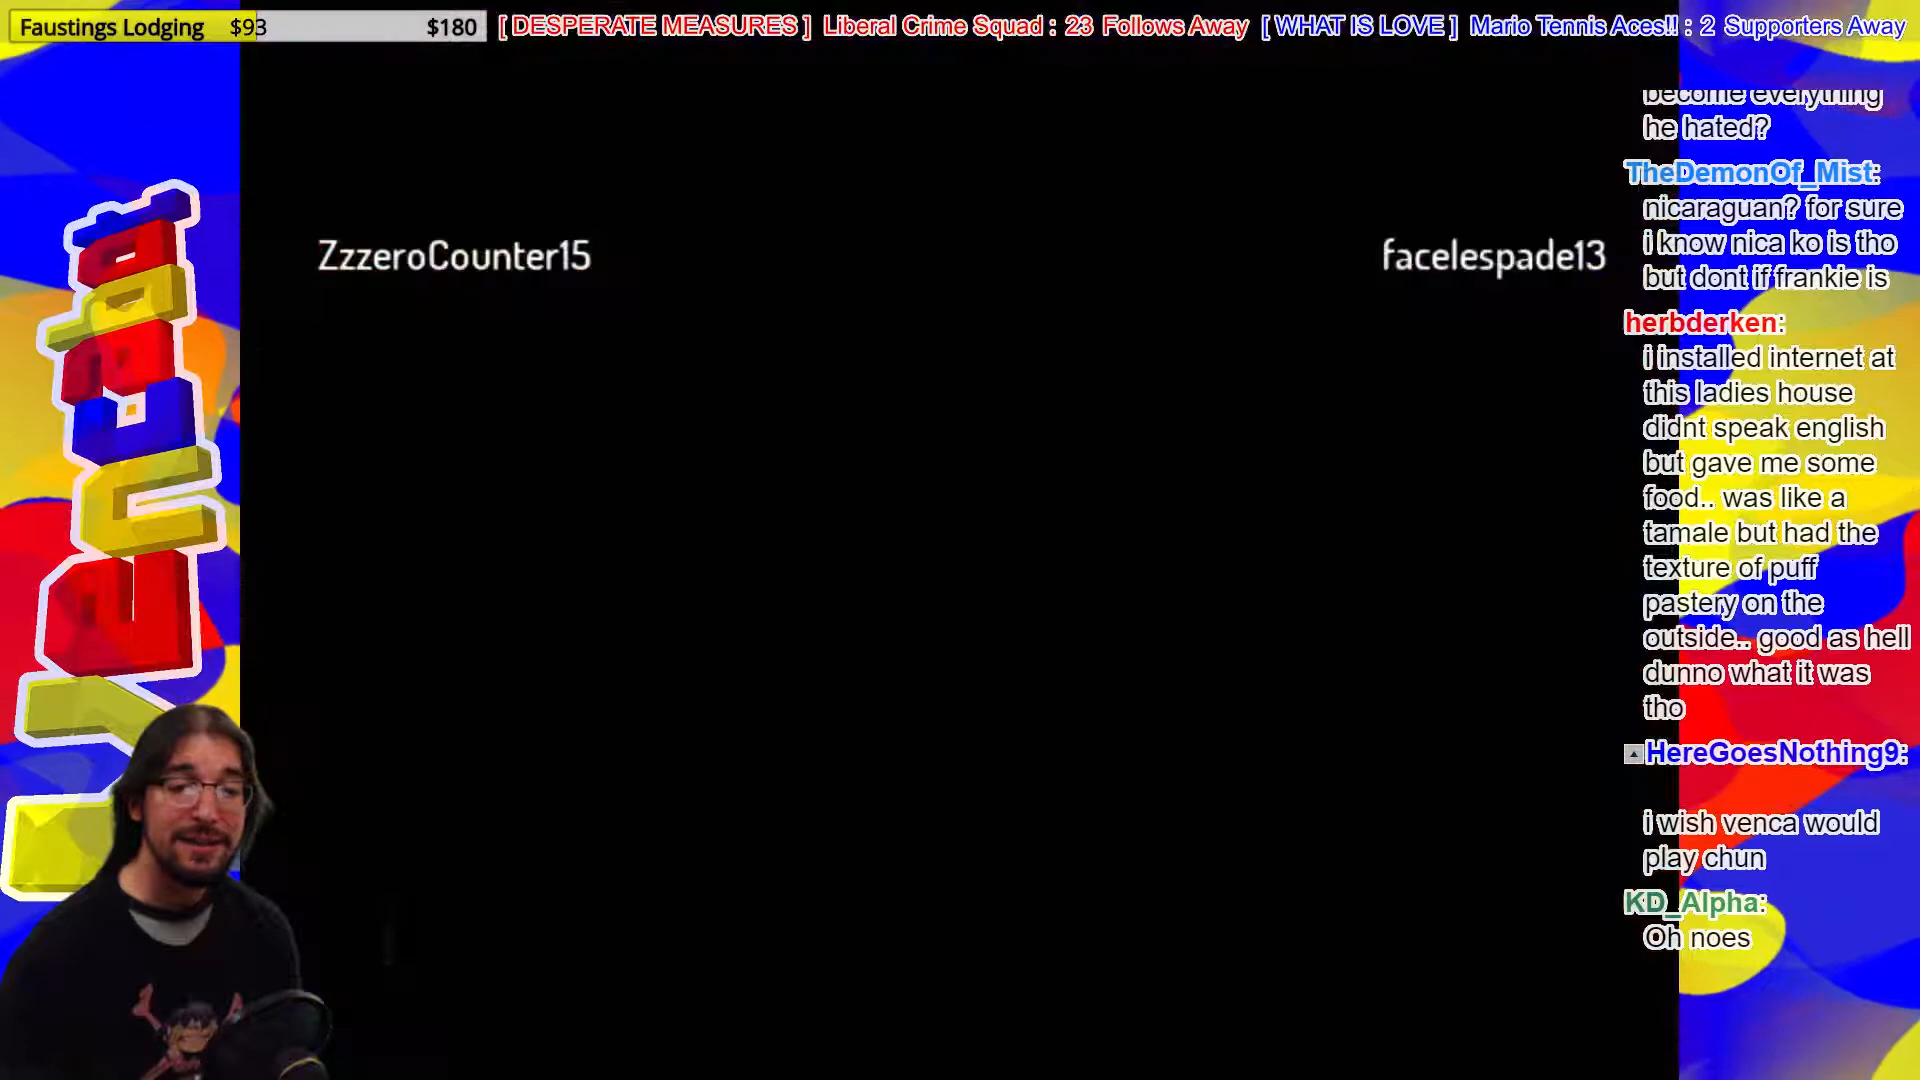 Faustings Lodging $93 $180 [ DESPERATE MEASURES ] Liberal Crime Squad : 23 Follows Away [ WHAT IS LOVE ] Mario Tennis Aces!! : 2 Supporters Away
ZzzeroCounter15
facelespade13
become everything
he hated?
TheDemonOf_Mist:
nicaraguan? for sure
i know nica ko is tho
but dont if frankie is
herbderken:
i installed internet at
this ladies house
didnt speak english
but gave me some
food.. was like a
tamale but had the
texture of puff
pastery on the
outside.. good as hell
dunno what it was
tho
HereGoesNothing9:
i wish venca would
play chun
KD_Alpha:
Oh noes